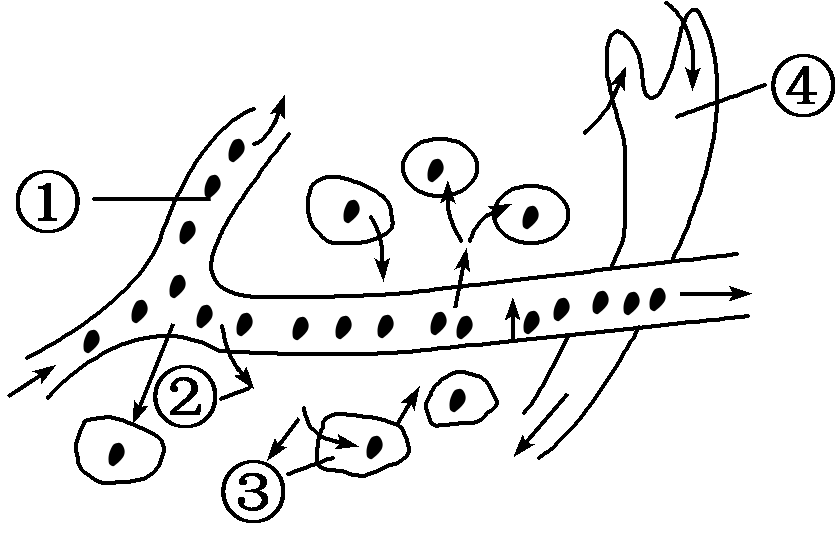 ④
①
②
③